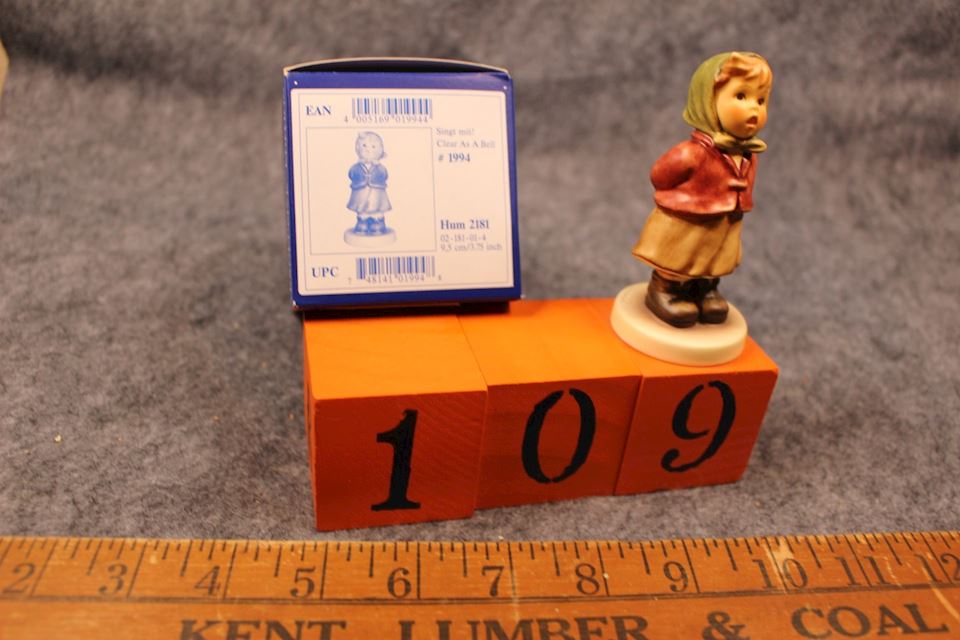 EAN
4 005169 019944
Singt mit!
Clear As A Bell
# 1994
Hum 2181
02-181-01-4
9,5 cm/3.75 inch
UPC
7 48141 01994 8
1 0 9
2 3 4 5 6 7 8 9 10 11 12
KENT LUMBER & COAL